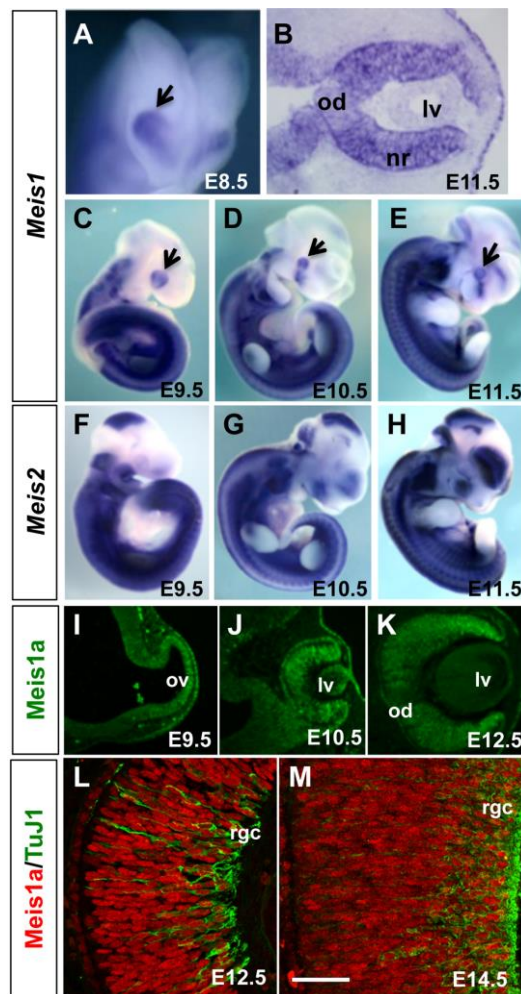 Meis1
A
E8.5
B
od
lv
nr
E11.5
C
E9.5
D
E10.5
E
E11.5
Meis2
F
E9.5
G
E10.5
H
E11.5
Meis1a
I
ov
E9.5
J
lv
E10.5
K
lv
od
E12.5
Meis1a/TuJ1
L
rgc
E12.5
M
rgc
E14.5